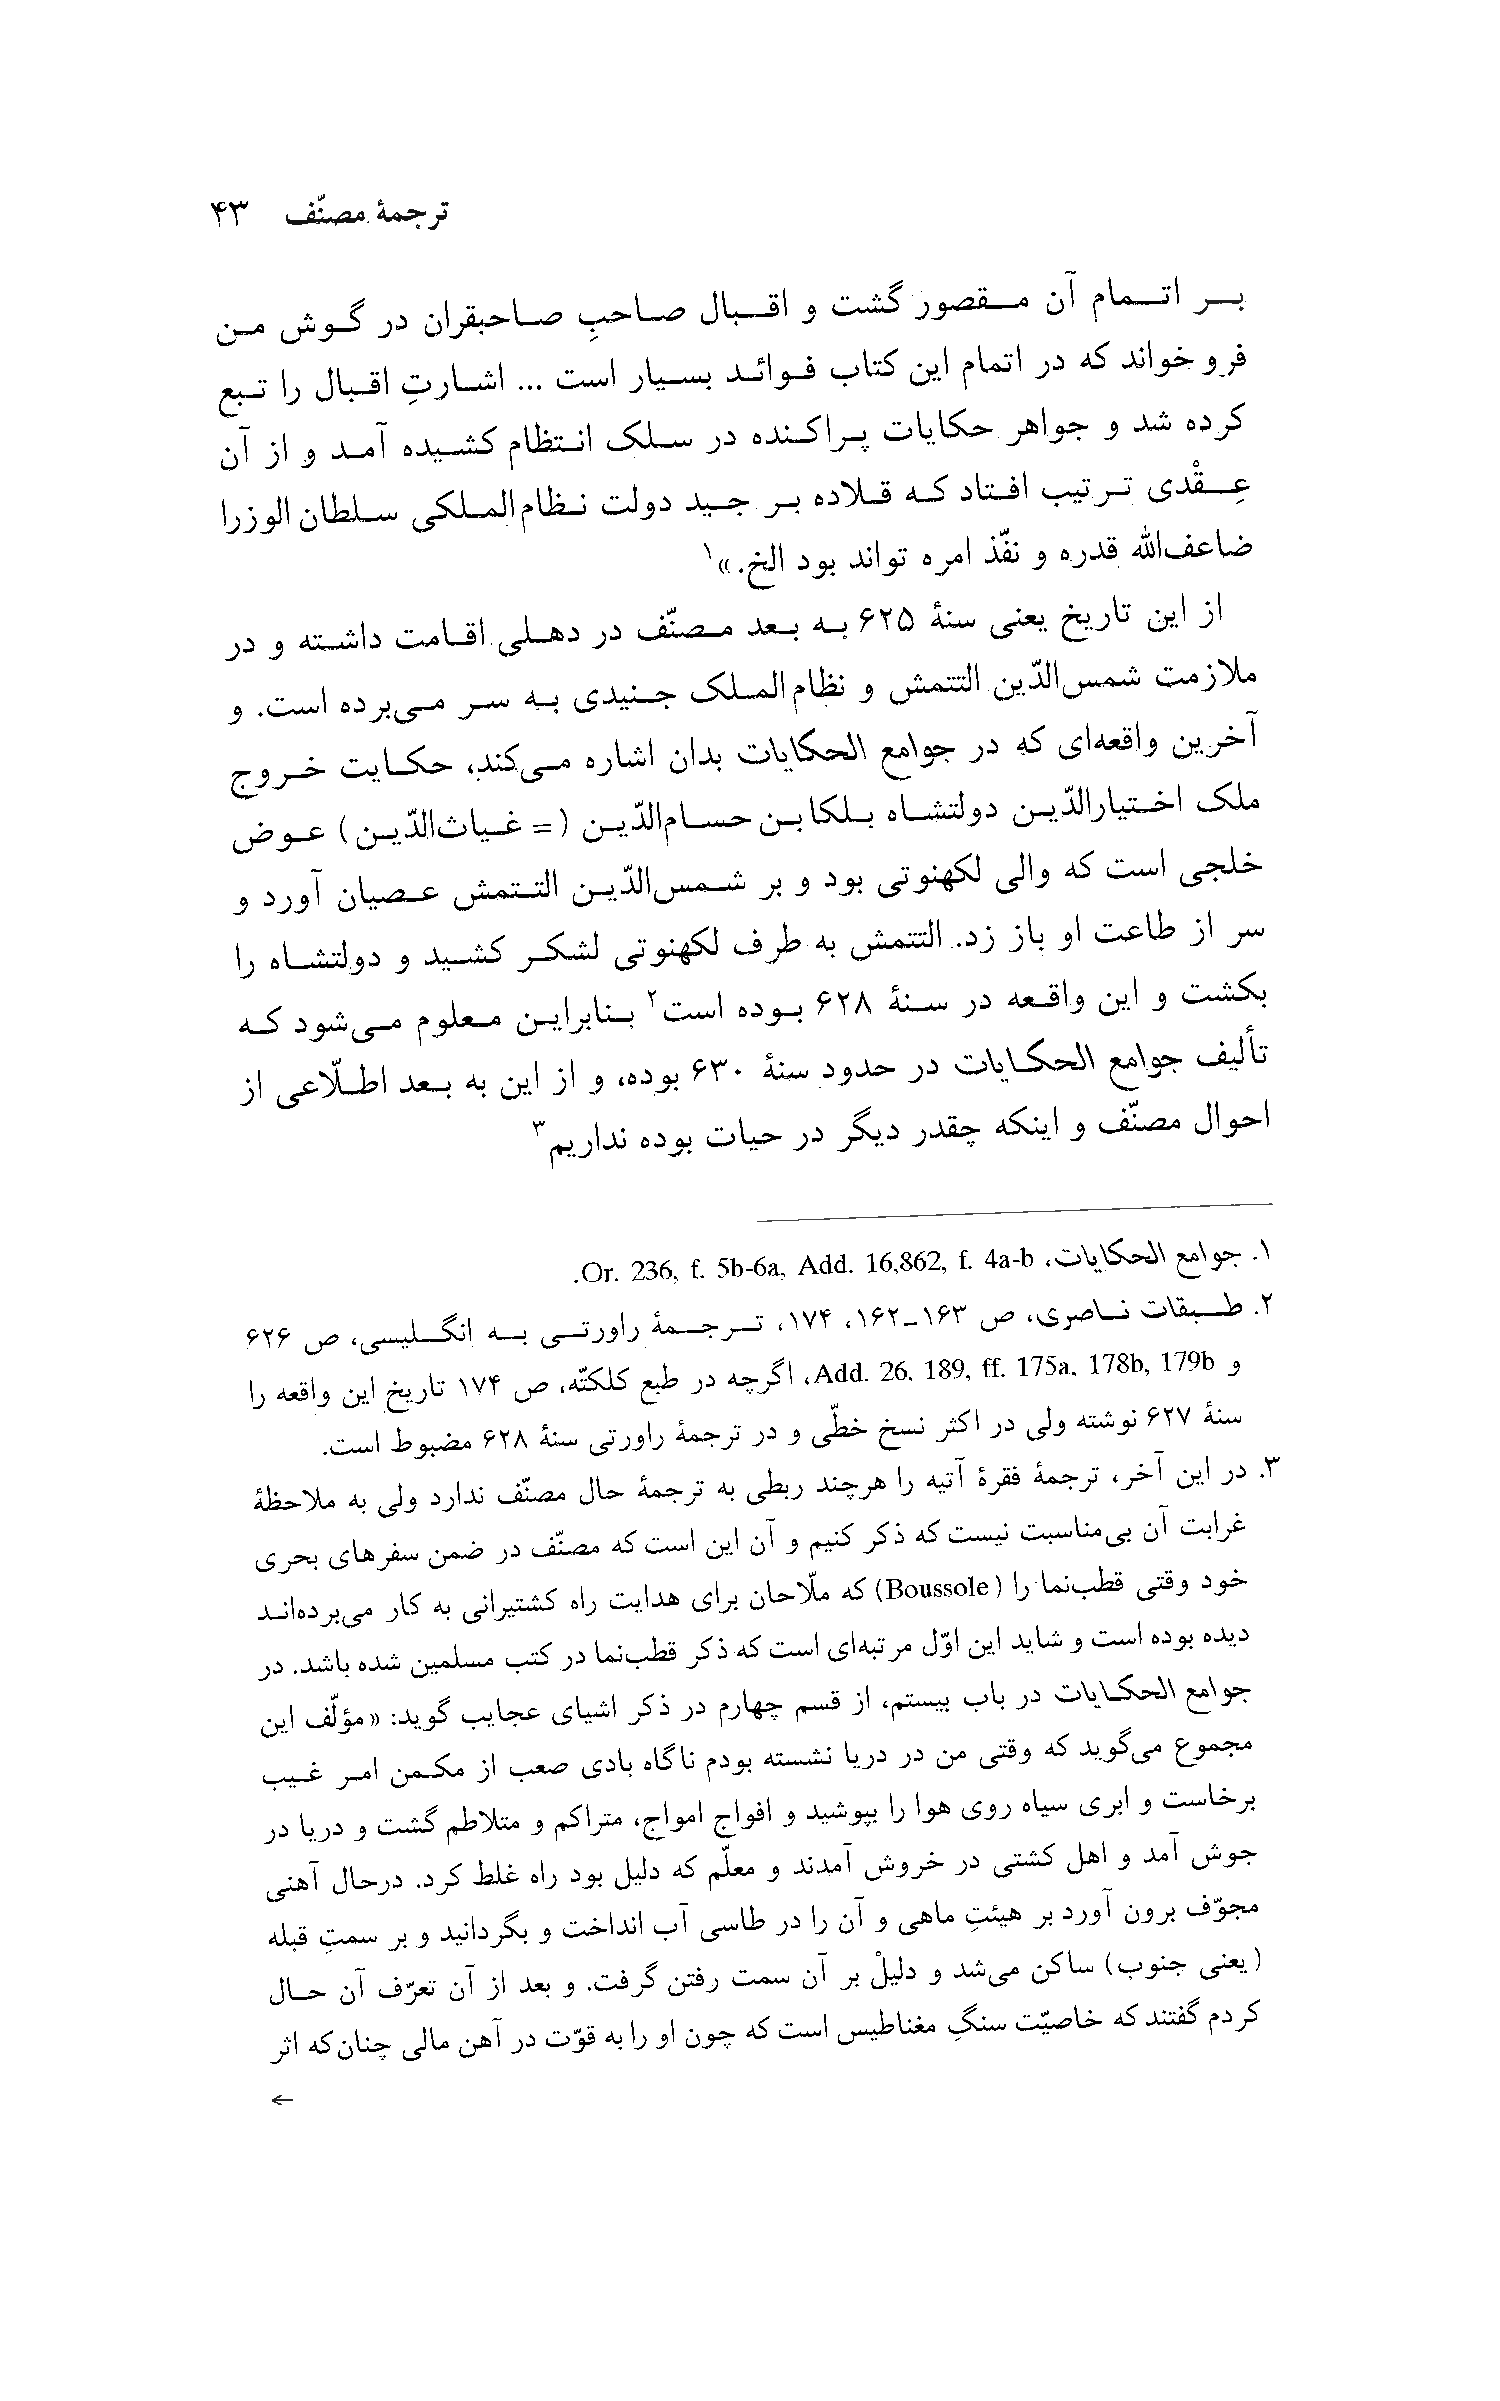 ترجمهٔ مصنّف ۴۳
بر اتمام آن مقصور گشت و اقبال صاحبِ صاحبقران در گوش من
فرو خواند که در اتمام این کتاب فوائد بسیار است ... اشارتِ اقبال را تبع
کرده شد و جواهر حکایات پراکنده در سلک انتظام کشیده آمد و از آن
عِقْدی ترتیب افتاد که قلاده بر جید دولت نظام‌الملکی سلطان الوزرا
ضاعف‌الله قدره و نفّذ امره تواند بود الخ.»۱
از این تاریخ یعنی سنهٔ ۶۲۵ به بعد مصنّف در دهلی اقامت داشته و در
ملازمت شمس‌الدّین التتمش و نظام‌الملک جنیدی به سر می‌برده است. و
آخرین واقعه‌ای که در جوامع الحکایات بدان اشاره می‌کند، حکایت خروج
ملک اختیارالدّین دولتشاه بلکابن حسام‌الدّین (= غیاث‌الدّین) عوض
خلجی است که والی لکهنوتی بود و بر شمس‌الدّین التتمش عصیان آورد و
سر از طاعت او باز زد. التتمش به طرف لکهنوتی لشکر کشید و دولتشاه را
بکشت و این واقعه در سنهٔ ۶۲۸ بوده است۲ بنابراین معلوم می‌شود که
تألیف جوامع الحکایات در حدود سنهٔ ۶۳۰ بوده، و از این به بعد اطلّاعی از
احوال مصنّف و اینکه چقدر دیگر در حیات بوده نداریم۳
۱. جوامع الحکایات، Or. 236, f. 5b-6a, Add. 16,862, f. 4a-b.
۲. طبقات ناصری، ص ۱۶۳-۱۶۲، ۱۷۴، ترجمهٔ راورتی به انگلیسی، ص ۶۲۶
و Add. 26, 189, ff. 175a, 178b, 179b، اگرچه در طبع کلکتّه، ص ۱۷۴ تاریخ این واقعه را
سنهٔ ۶۲۷ نوشته ولی در اکثر نسخ خطّی و در ترجمهٔ راورتی سنهٔ ۶۲۸ مضبوط است.
۳. در این آخر، ترجمهٔ فقرهٔ آتیه را هرچند ربطی به ترجمهٔ حال مصنّف ندارد ولی به ملاحظهٔ
غرابت آن بی‌مناسبت نیست که ذکر کنیم و آن این است که مصنّف در ضمن سفرهای بحری
خود وقتی قطب‌نما را (Boussole) که ملّاحان برای هدایت راه کشتیرانی به کار می‌برده‌اند
دیده بوده است و شاید این اوّل مرتبه‌ای است که ذکر قطب‌نما در کتب مسلمین شده باشد. در
جوامع الحکایات در باب بیستم، از قسم چهارم در ذکر اشیای عجایب گوید: «مؤلّف این
مجموع می‌گوید که وقتی من در دریا نشسته بودم ناگاه بادی صعب از مکمن امر غیب
برخاست و ابری سیاه روی هوا را بپوشید و افواج امواج، متراکم و متلاطم گشت و دریا در
جوش آمد و اهل کشتی در خروش آمدند و معلّم که دلیل بود راه غلط کرد. درحال آهنی
مجوّف برون آورد بر هیئتِ ماهی و آن را در طاسی آب انداخت و بگردانید و بر سمتِ قبله
(یعنی جنوب) ساکن می‌شد و دلیلْ بر آن سمت رفتن گرفت. و بعد از آن تعرّف آن حال
کردم گفتند که خاصیّت سنگِ مغناطیس است که چون او را به قوّت در آهن مالی چنان‌که اثر
←